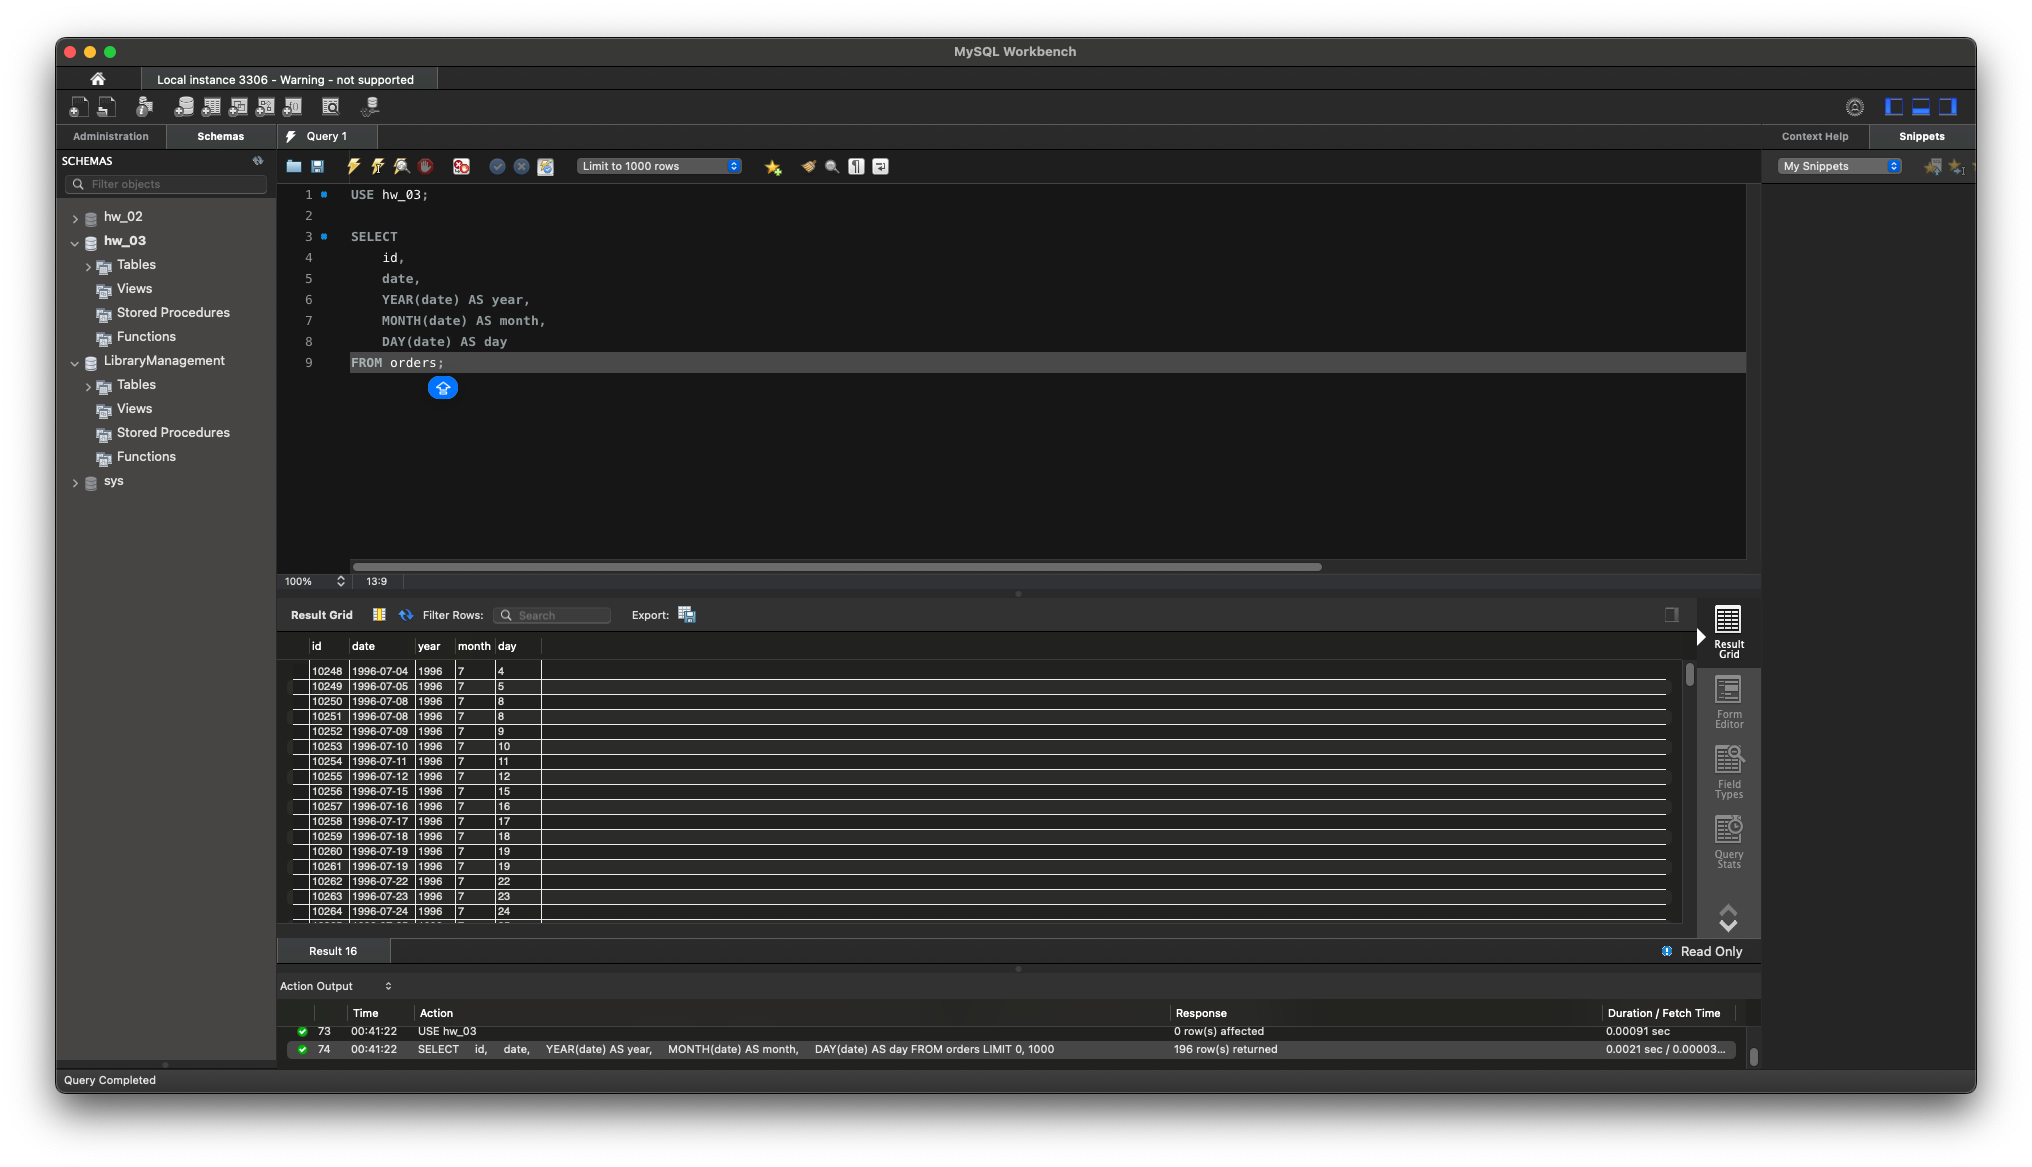 MySQL Workbench
Local instance 3306 - Warning - not supported
Administration
Schemas
Query 1
Context Help
Snippets
SCHEMAS
Filter objects
Limit to 1000 rows
My Snippets
hw_02
hw_03
Tables
Views
Stored Procedures
Functions
LibraryManagement
Tables
Views
Stored Procedures
Functions
sys
1 USE hw_03;
2
3 SELECT
4 id,
5 date,
6 YEAR(date) AS year,
7 MONTH(date) AS month,
8 DAY(date) AS day
9 FROM orders;
100% 13:9
Result Grid Filter Rows: Search Export:
id date year month day
10248 1996-07-04 1996 7 4
10249 1996-07-05 1996 7 5
10250 1996-07-08 1996 7 8
10251 1996-07-08 1996 7 8
10252 1996-07-09 1996 7 9
10253 1996-07-10 1996 7 10
10254 1996-07-11 1996 7 11
10255 1996-07-12 1996 7 12
10256 1996-07-15 1996 7 15
10257 1996-07-16 1996 7 16
10258 1996-07-17 1996 7 17
10259 1996-07-18 1996 7 18
10260 1996-07-19 1996 7 19
10261 1996-07-19 1996 7 19
10262 1996-07-22 1996 7 22
10263 1996-07-23 1996 7 23
10264 1996-07-24 1996 7 24
Result
Grid
Form
Editor
Field
Types
Query
Stats
Result 16
Read Only
Action Output
Time Action Response Duration / Fetch Time
73 00:41:22 USE hw_03 0 row(s) affected 0.00091 sec
74 00:41:22 SELECT id, date, YEAR(date) AS year, MONTH(date) AS month, DAY(date) AS day FROM orders LIMIT 0, 1000 196 row(s) returned 0.0021 sec / 0.00003...
Query Completed